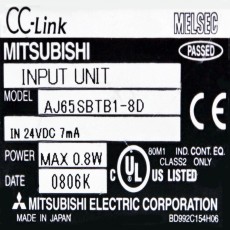 CC-Link MELSEC
MITSUBISHI PASSED
INPUT UNIT
MODEL AJ65SBTB1-8D
IN 24VDC 7mA
CE
POWER MAX 0.8W
80M1 IND. CONT. EQ.
CLASS2 ONLY
C UL US LISTED
DATE 0806K
MITSUBISHI ELECTRIC CORPORATION
MADE IN JAPAN BD992C154H06